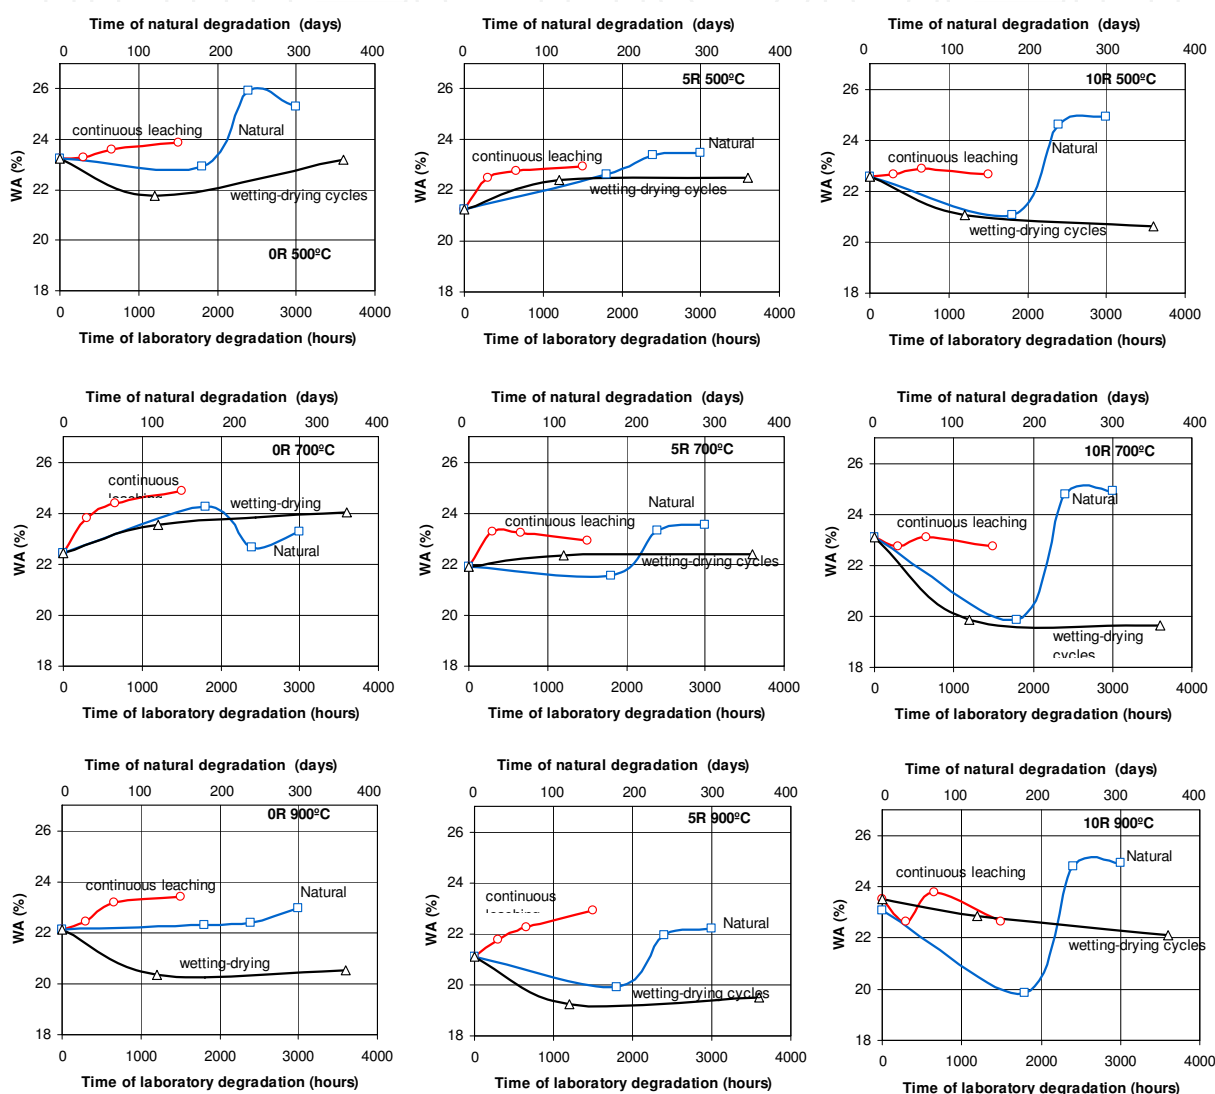 Time of natural degradation (days)
0 100 200 300 400
26
24
22
20
18
WA (%)
continuous leaching
Natural
wetting-drying cycles
0R 500ºC
0 1000 2000 3000 4000
Time of laboratory degradation (hours)
Time of natural degradation (days)
0 100 200 300 400
5R 500ºC
26
24
22
20
18
WA (%)
Natural
continuous leaching
wetting-drying cycles
0 1000 2000 3000 4000
Time of laboratory degradation (hours)
Time of natural degradation (days)
0 100 200 300 400
10R 500ºC
26
24
22
20
18
WA (%)
Natural
continuous leaching
wetting-drying cycles
0 1000 2000 3000 4000
Time of laboratory degradation (hours)
Time of natural degradation (days)
0 100 200 300 400
0R 700ºC
26
24
22
20
18
WA (%)
continuous
leaching
wetting-drying
Natural
0 1000 2000 3000 4000
Time of laboratory degradation (hours)
Time of natural degradation (days)
0 100 200 300 400
5R 700ºC
26
24
22
20
18
WA (%)
Natural
continuous leaching
wetting-drying cycles
0 1000 2000 3000 4000
Time of laboratory degradation (hours)
Time of natural degradation (days)
0 100 200 300 400
10R 700ºC
26
24
22
20
18
WA (%)
Natural
continuous leaching
wetting-drying
cycles
0 1000 2000 3000 4000
Time of laboratory degradation (hours)
Time of natural degradation (days)
0 100 200 300 400
0R 900ºC
26
24
22
20
18
WA (%)
continuous leaching
Natural
wetting-drying
0 1000 2000 3000 4000
Time of laboratory degradation (hours)
Time of natural degradation (days)
0 100 200 300 400
5R 900ºC
26
24
22
20
18
WA (%)
continuous
leaching
Natural
wetting-drying cycles
0 1000 2000 3000 4000
Time of laboratory degradation (hours)
Time of natural degradation (days)
0 100 200 300 400
10R 900ºC
26
24
22
20
18
WA (%)
Natural
continuous leaching
wetting-drying cycles
0 1000 2000 3000 4000
Time of laboratory degradation (hours)